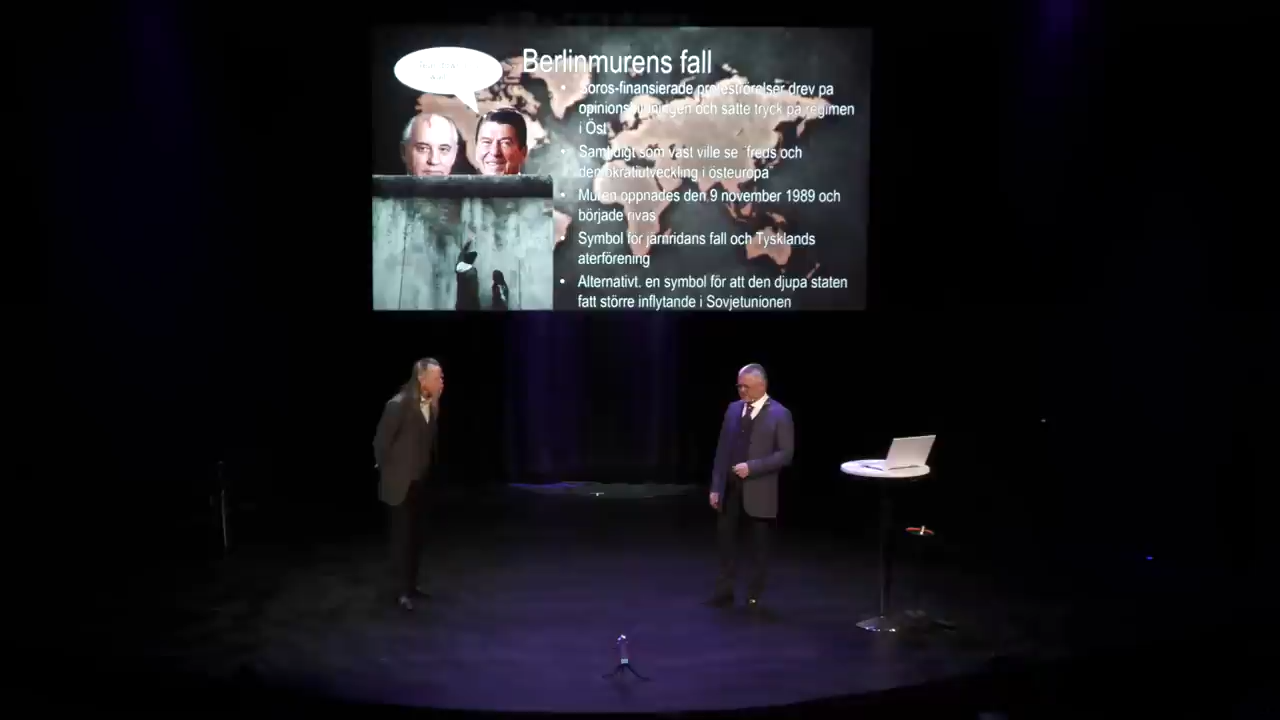 Berlinmurens fall
• Soros-finansierade proteströrelser drev på
opinionsbildningen och satte tryck på regimen
i Öst
• Samtidigt som väst ville se "freds och
demokratiutveckling i östeuropa"
• Muren öppnades den 9 november 1989 och
började rivas
• Symbol för järnridåns fall och Tysklands
återförening
• Alternativt. en symbol för att den djupa staten
fått större inflytande i Sovjetunionen